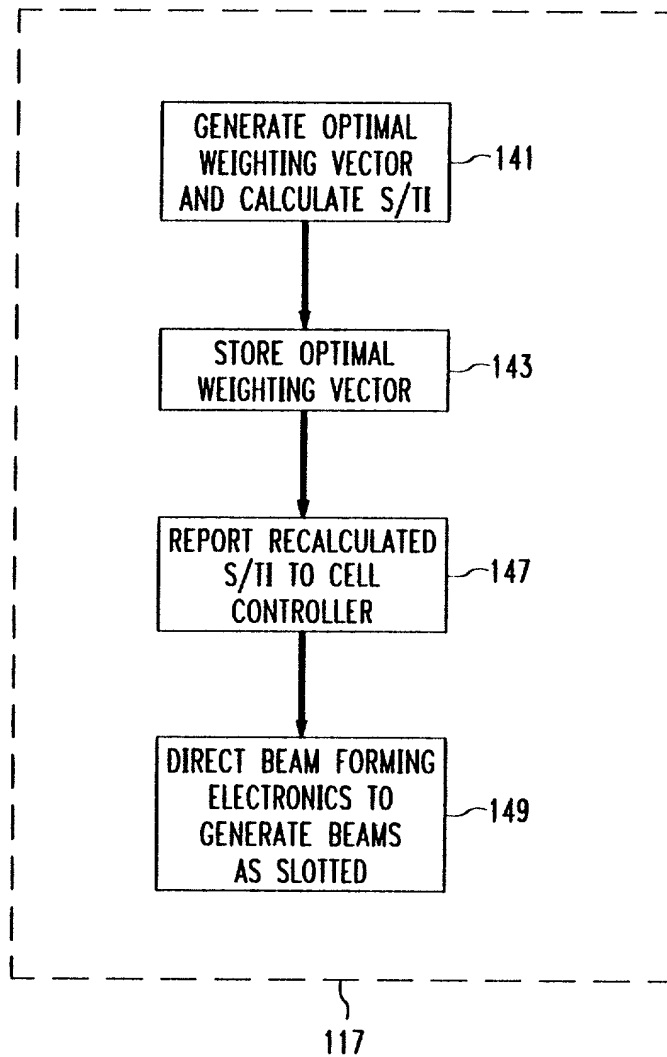 GENERATE OPTIMAL
WEIGHTING VECTOR
AND CALCULATE S/TI
141
STORE OPTIMAL
WEIGHTING VECTOR
143
REPORT RECALCULATED
S/TI TO CELL
CONTROLLER
147
DIRECT BEAM FORMING
ELECTRONICS TO
GENERATE BEAMS
AS SLOTTED
149
117